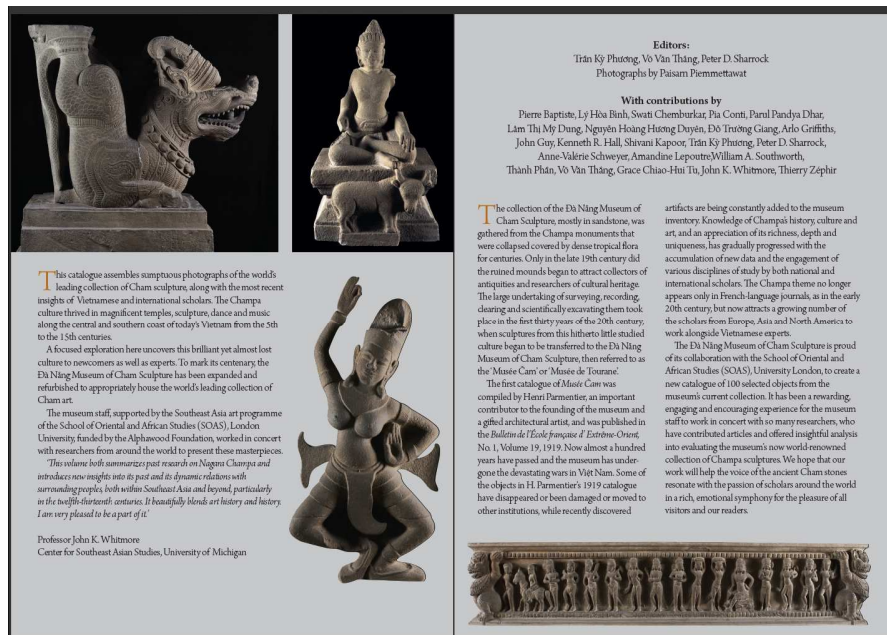 This catalogue assembles sumptuous photographs of the world's
leading collection of Cham sculpture, along with the most recent
insights of Vietnamese and international scholars. The Champa
culture thrived in magnificent temples, sculpture, dance and music
along the central and southern coast of today's Vietnam from the 5th
to the 15th centuries.
A focused exploration here uncovers this brilliant yet almost lost
culture to newcomers as well as experts. To mark its centenary, the
Đà Nẵng Museum of Cham Sculpture has been expanded and
refurbished to appropriately house the world's leading collection of
Cham art.
The museum staff, supported by the Southeast Asia art programme
of the School of Oriental and African Studies (SOAS), London
University, funded by the Alphawood Foundation, worked in concert
with researchers from around the world to present these masterpieces.
'This volume both summarizes past research on Nagara Champa and
introduces new insights into its past and its dynamic relations with
surrounding peoples, both within Southeast Asia and beyond, particularly
in the twelfth-thirteenth centuries. It beautifully blends art history and history.
I am very pleased to be a part of it.'
Professor John K. Whitmore
Center for Southeast Asian Studies, University of Michigan
Editors:
Trần Kỳ Phương, Võ Văn Thắng, Peter D. Sharrock
Photographs by Paisarn Piemmettawat
With contributions by
Pierre Baptiste, Lý Hòa Bình, Swati Chemburkar, Pia Conti, Parul Pandya Dhar,
Lâm Thị Mỹ Dung, Nguyễn Hoàng Hương Duyên, Đỗ Trường Giang, Arlo Griffiths,
John Guy, Kenneth R. Hall, Shivani Kapoor, Trần Kỳ Phương, Peter D. Sharrock,
Anne-Valérie Schweyer, Amandine Lepoutre,William A. Southworth,
Thành Phần, Võ Văn Thắng, Grace Chiao-Hui Tu, John K. Whitmore, Thierry Zéphir
The collection of the Đà Nẵng Museum of
Cham Sculpture, mostly in sandstone, was
gathered from the Champa monuments that
were collapsed covered by dense tropical flora
for centuries. Only in the late 19th century did
the ruined mounds began to attract collectors of
antiquities and researchers of cultural heritage.
The large undertaking of surveying, recording,
clearing and scientifically excavating them took
place in the first thirty years of the 20th century,
when sculptures from this hitherto little studied
culture began to be transferred to the Đà Nẵng
Museum of Cham Sculpture, then referred to as
the 'Musée Čam' or 'Musée de Tourane'.
The first catalogue of Musée Čam was
compiled by Henri Parmentier, an important
contributor to the founding of the museum and
a gifted architectural artist, and was published in
the Bulletin de l'École française d' Extrême-Orient,
No. 1, Volume 19, 1919. Now almost a hundred
years have passed and the museum has under-
gone the devastating wars in Việt Nam. Some of
the objects in H. Parmentier's 1919 catalogue
have disappeared or been damaged or moved to
other institutions, while recently discovered
artifacts are being constantly added to the museum
inventory. Knowledge of Champa's history, culture and
art, and an appreciation of its richness, depth and
uniqueness, has gradually progressed with the
accumulation of new data and the engagement of
various disciplines of study by both national and
international scholars. The Champa theme no longer
appears only in French-language journals, as in the early
20th century, but now attracts a growing number of
the scholars from Europe, Asia and North America to
work alongside Vietnamese experts.
The Đà Nẵng Museum of Cham Sculpture is proud
of its collaboration with the School of Oriental and
African Studies (SOAS), University London, to create a
new catalogue of 100 selected objects from the
museum's current collection. It has been a rewarding,
engaging and encouraging experience for the museum
staff to work in concert with so many researchers, who
have contributed articles and offered insightful analysis
into evaluating the museum's now world-renowned
collection of Champa sculptures. We hope that our
work will help the voice of the ancient Cham stones
resonate with the passion of scholars around the world
in a rich, emotional symphony for the pleasure of all
visitors and our readers.